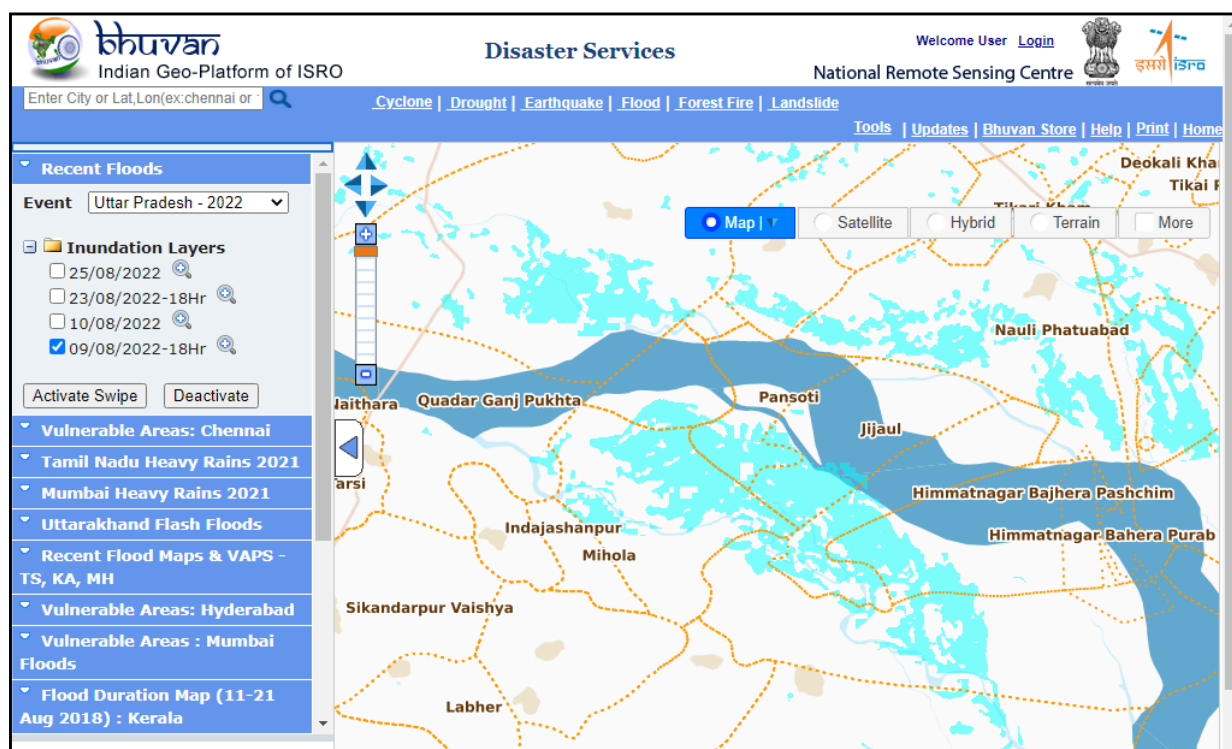 bhuvan
Indian Geo-Platform of ISRO
Disaster Services
Welcome User Login
National Remote Sensing Centre
इसरो isro
Enter City or Lat,Lon(ex:chennai or
Cyclone | Drought | Earthquake | Flood | Forest Fire | Landslide
Tools | Updates | Bhuvan Store | Help | Print | Home
Recent Floods
Event Uttar Pradesh - 2022
Inundation Layers
25/08/2022
23/08/2022-18Hr
10/08/2022
09/08/2022-18Hr
Activate Swipe Deactivate
Vulnerable Areas: Chennai
Tamil Nadu Heavy Rains 2021
Mumbai Heavy Rains 2021
Uttarakhand Flash Floods
Recent Flood Maps & VAPS -
TS, KA, MH
Vulnerable Areas: Hyderabad
Vulnerable Areas : Mumbai
Floods
Flood Duration Map (11-21
Aug 2018) : Kerala
Map | Satellite Hybrid Terrain More
Deokali Kha
Tikai
Tikari Kham
Nauli Phatuabad
Naithara
Quadar Ganj Pukhta
Pansoti
Jijaul
arsi
Himmatnagar Bajhera Pashchim
Indajashanpur
Himmatnagar Bahera Purab
Mihola
Sikandarpur Vaishya
Labher